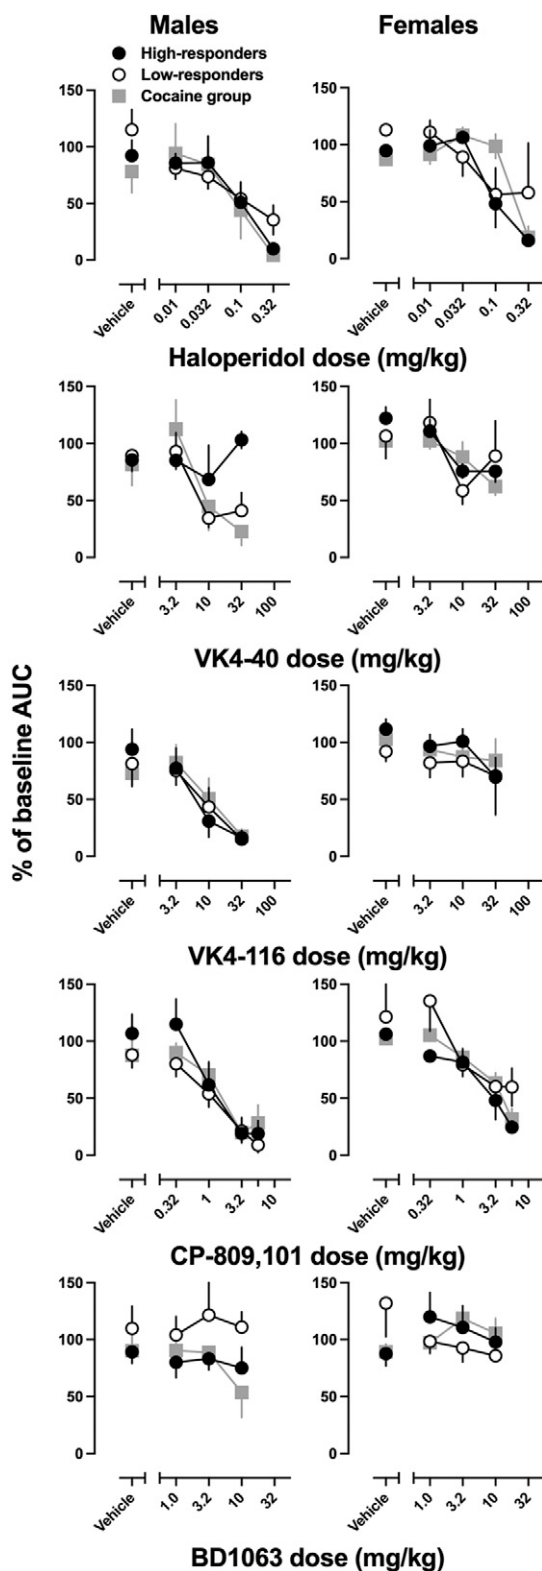 Males Females
High-responders
Low-responders
Cocaine group
150 150
100 100
50 50
0 0
Vehicle 0.01 0.032 0.1 0.32 Vehicle 0.01 0.032 0.1 0.32
Haloperidol dose (mg/kg)
150 150
100 100
50 50
0 0
Vehicle 3.2 10 32 100 Vehicle 3.2 10 32 100
VK4-40 dose (mg/kg)
% of baseline AUC
150 150
100 100
50 50
0 0
Vehicle 3.2 10 32 100 Vehicle 3.2 10 32 100
VK4-116 dose (mg/kg)
150 150
100 100
50 50
0 0
Vehicle 0.32 1 3.2 10 Vehicle 0.32 1 3.2 10
CP-809,101 dose (mg/kg)
150 150
100 100
50 50
0 0
Vehicle 1.0 3.2 10 32 Vehicle 1.0 3.2 10 32
BD1063 dose (mg/kg)